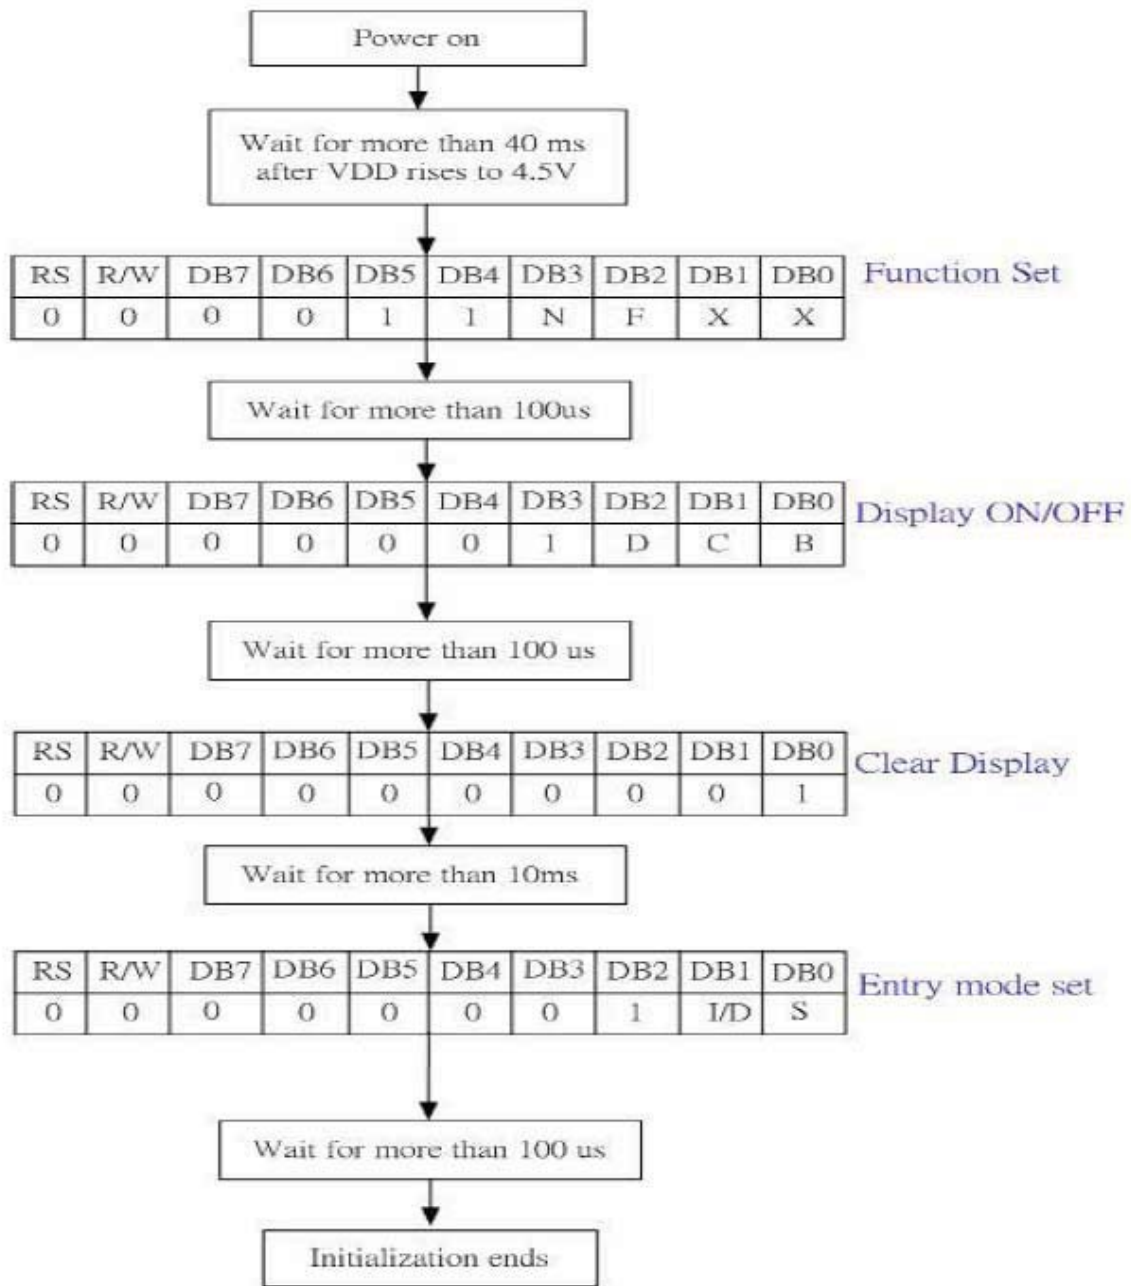 Power on
Wait for more than 40 ms
after VDD rises to 4.5V
RS R/W DB7 DB6 DB5 DB4 DB3 DB2 DB1 DB0 Function Set
0 0 0 0 1 1 N F X X
Wait for more than 100us
RS R/W DB7 DB6 DB5 DB4 DB3 DB2 DB1 DB0 Display ON/OFF
0 0 0 0 0 0 1 D C B
Wait for more than 100 us
RS R/W DB7 DB6 DB5 DB4 DB3 DB2 DB1 DB0 Clear Display
0 0 0 0 0 0 0 0 0 1
Wait for more than 10ms
RS R/W DB7 DB6 DB5 DB4 DB3 DB2 DB1 DB0 Entry mode set
0 0 0 0 0 0 0 1 I/D S
Wait for more than 100 us
Initialization ends